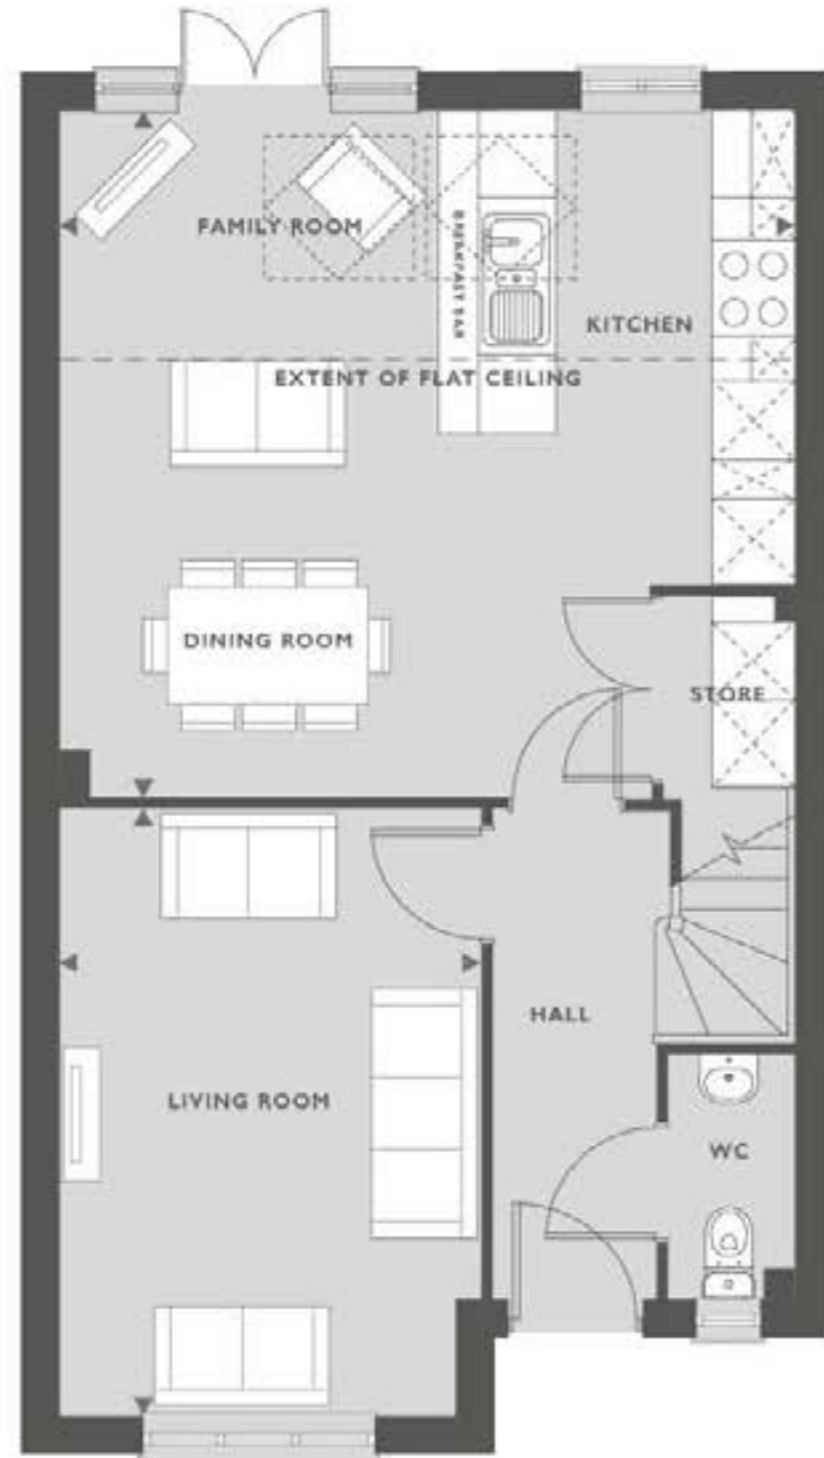 FAMILY ROOM
BREAKFAST BAR
KITCHEN
EXTENT OF FLAT CEILING
DINING ROOM
STORE
HALL
LIVING ROOM
WC